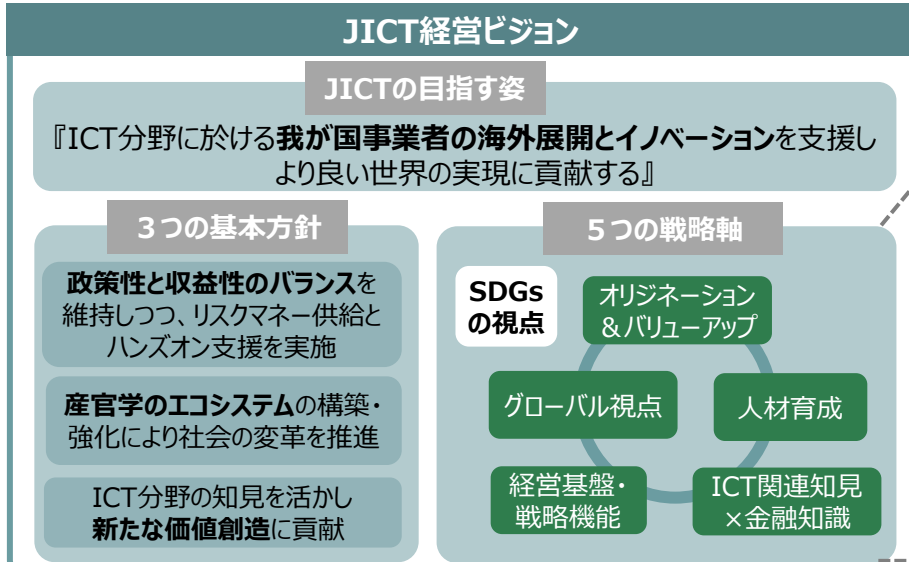 JICT経営ビジョン
JICTの目指す姿
『ICT分野に於ける我が国事業者の海外展開とイノベーションを支援し
より良い世界の実現に貢献する』
３つの基本方針
政策性と収益性のバランスを
維持しつつ、リスクマネー供給と
ハンズオン支援を実施
産官学のエコシステムの構築・
強化により社会の変革を推進
ICT分野の知見を活かし
新たな価値創造に貢献
５つの戦略軸
SDGs
の視点
オリジネーション
＆バリューアップ
グローバル視点
人材育成
経営基盤・
戦略機能
ICT関連知見
×金融知識